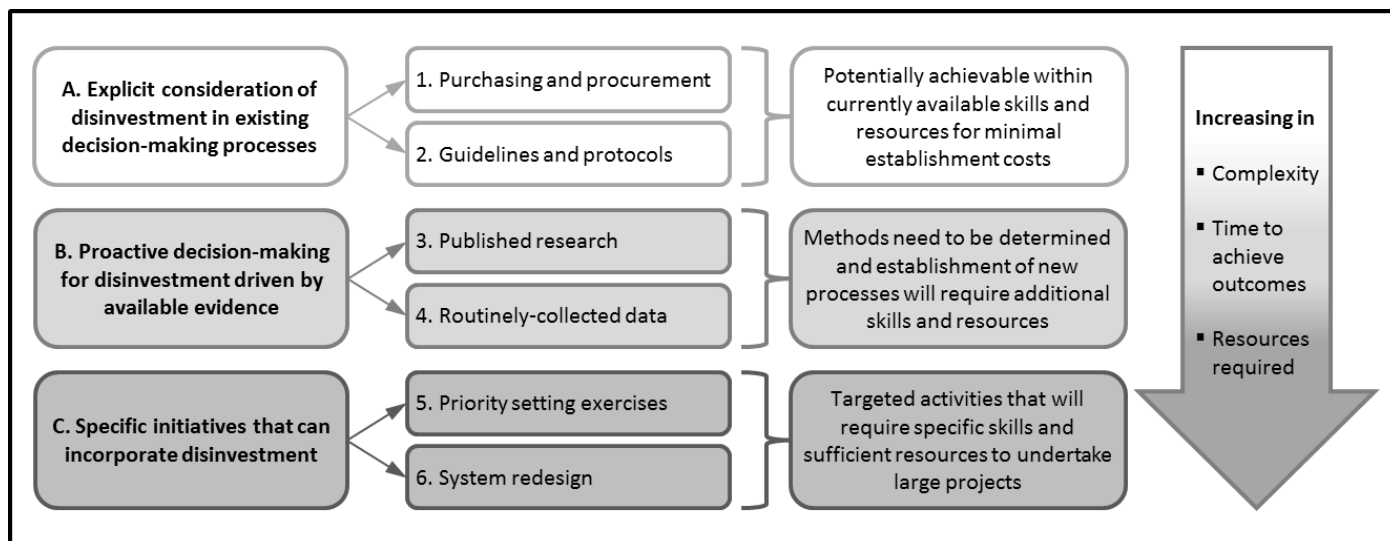 A. Explicit consideration of
disinvestment in existing
decision-making processes
1. Purchasing and procurement
2. Guidelines and protocols
Potentially achievable within
currently available skills and
resources for minimal
establishment costs
B. Proactive decision-making
for disinvestment driven by
available evidence
3. Published research
4. Routinely-collected data
Methods need to be determined
and establishment of new
processes will require additional
skills and resources
C. Specific initiatives that can
incorporate disinvestment
5. Priority setting exercises
6. System redesign
Targeted activities that will
require specific skills and
sufficient resources to undertake
large projects
Increasing in
▪ Complexity
▪ Time to
achieve
outcomes
▪ Resources
required